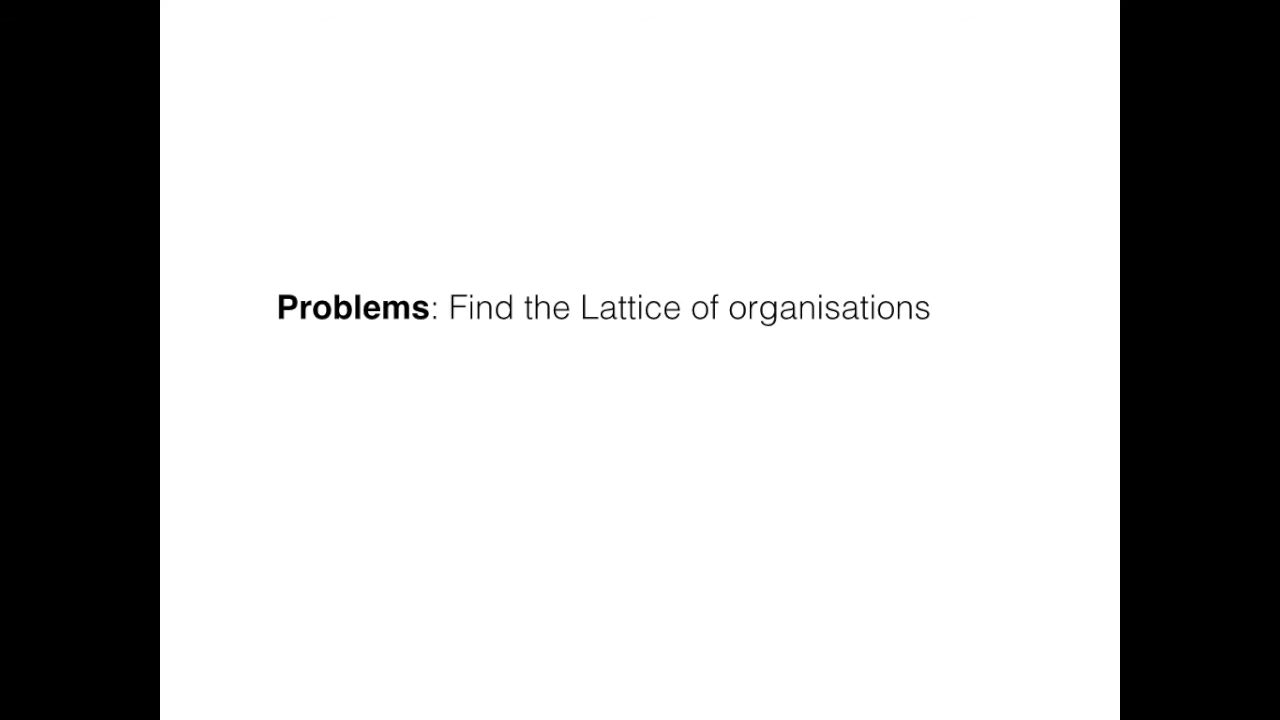 Problems: Find the Lattice of organisations